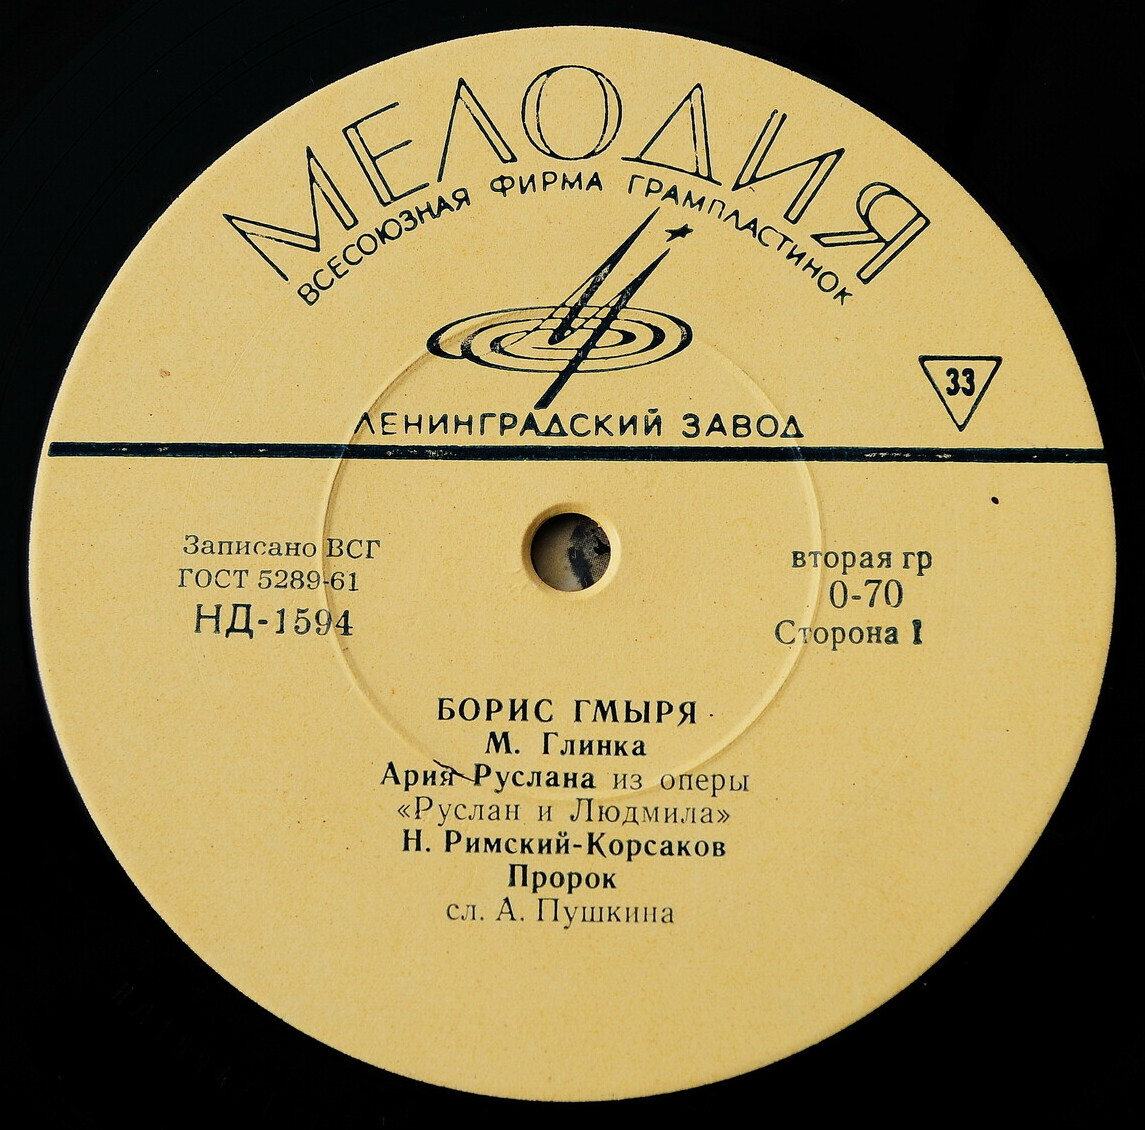 МЕЛОДИЯ
ВСЕСОЮЗНАЯ ФИРМА ГРАМПЛАСТИНОК
33
ЛЕНИНГРАДСКИЙ ЗАВОД
Записано ВСГ
ГОСТ 5289-61
НД-1594
вторая гр
0-70
Сторона 1
БОРИС ГМЫРЯ
М. Глинка
Ария Руслана из оперы
«Руслан и Людмила»
Н. Римский-Корсаков
Пророк
сл. А. Пушкина